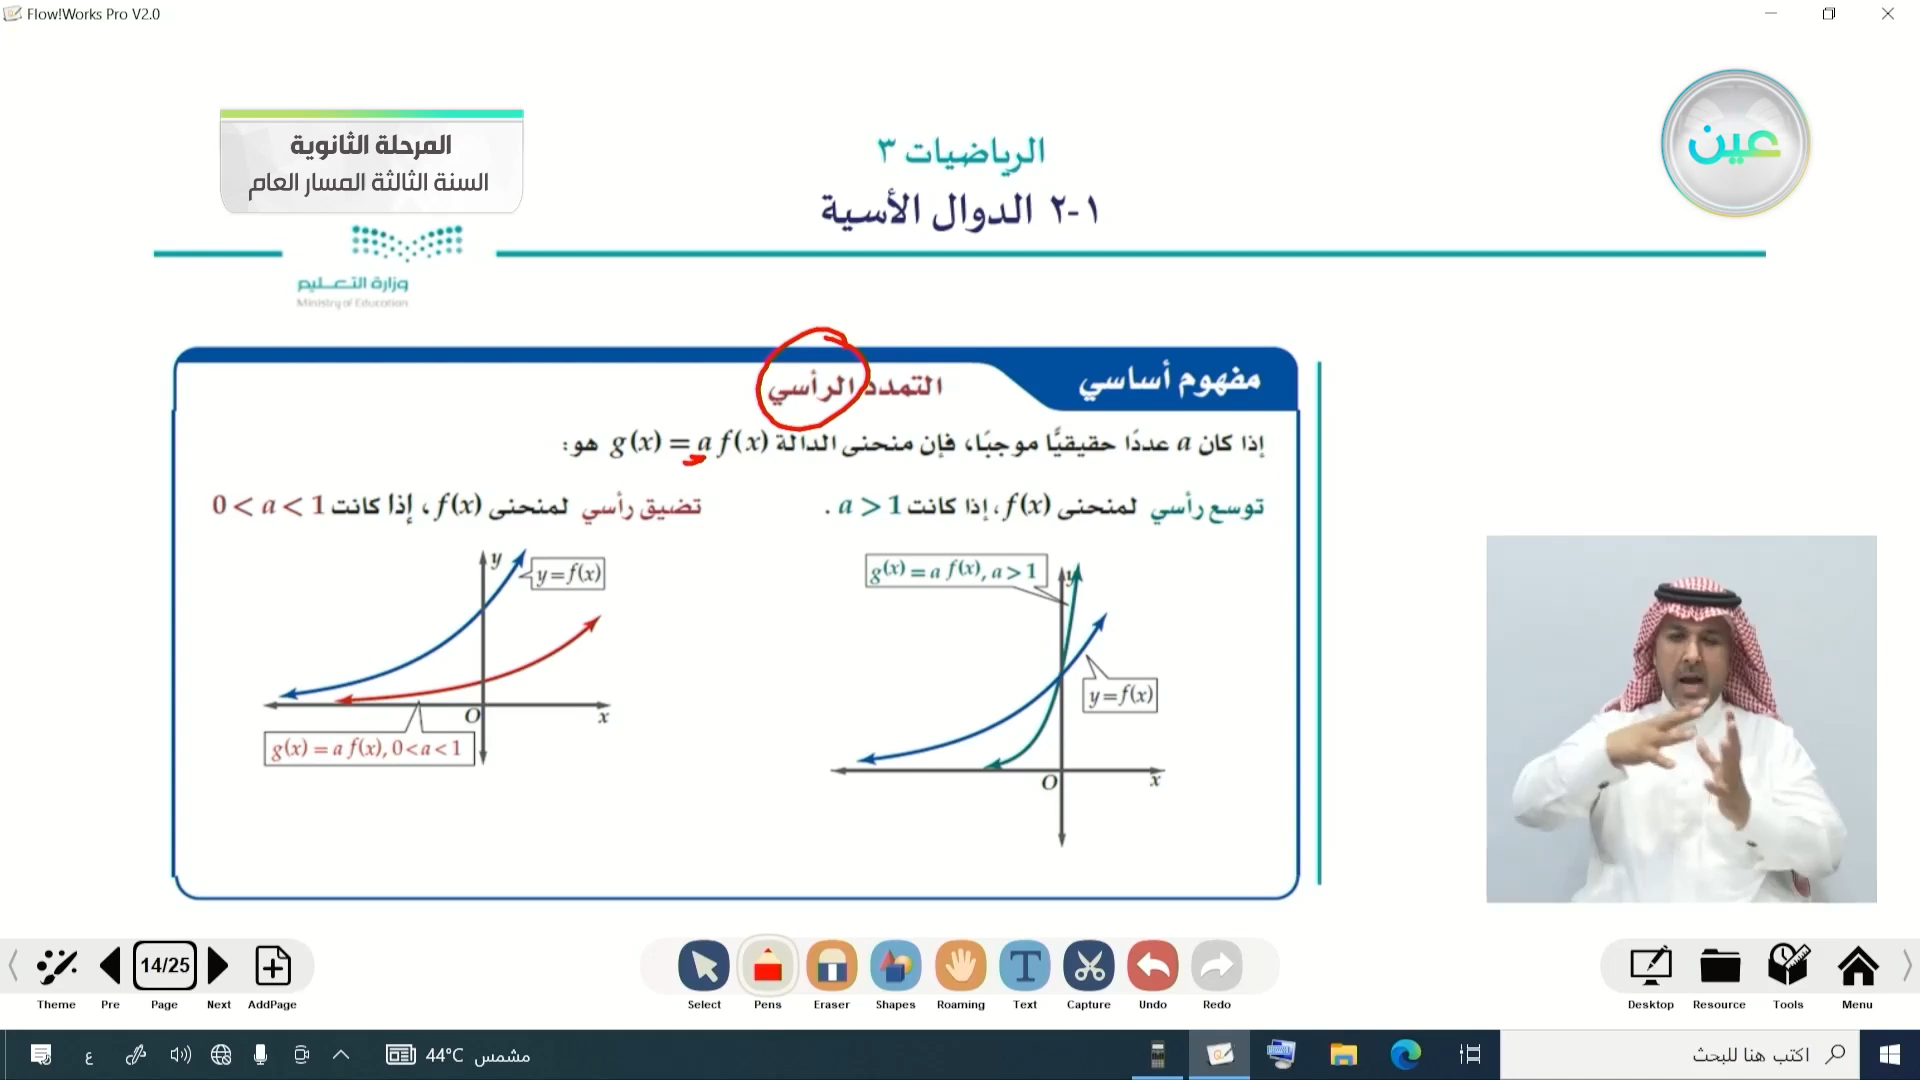 Flow!Works Pro V2.0
المرحلة الثانوية
السنة الثالثة المسار العام
الرياضيات ٣
٢-١ الدوال الأسية
عين
وزارة التعليم
Ministry of Education
مفهوم أساسي
التمدد الرأسي
إذا كان a عددًا حقيقيًّا موجبًا، فإن منحنى الدالة g(x) = a f(x) هو:
توسع رأسي لمنحنى f(x)، إذا كانت a > 1 .
تضيق رأسي لمنحنى f(x)، إذا كانت 0 < a < 1
g(x) = a f(x), a > 1
y
y = f(x)
O
x
y
y = f(x)
O
x
g(x) = a f(x), 0 < a < 1
14/25
Theme
Pre
Page
Next
AddPage
Select
Pens
Eraser
Shapes
Roaming
T
Text
Capture
Undo
Redo
Desktop
Resource
Tools
Menu
ع
44°C مشمس
اكتب هنا للبحث